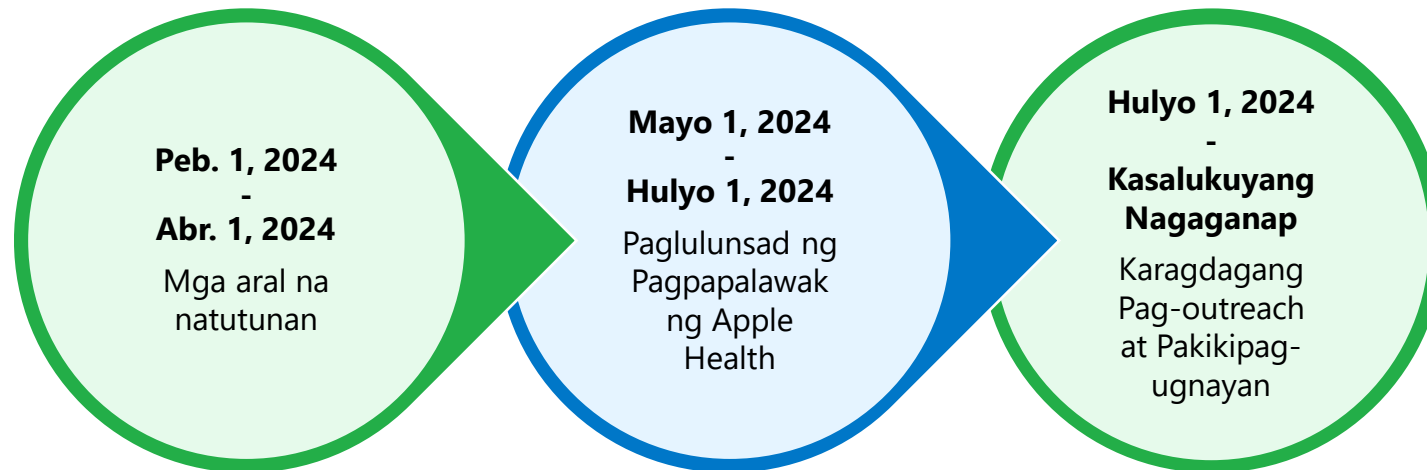 Peb. 1, 2024
-
Abr. 1, 2024
Mga aral na
natutunan
Mayo 1, 2024
-
Hulyo 1, 2024
Paglulunsad ng
Pagpapalawak
ng Apple
Health
Hulyo 1, 2024
-
Kasalukuyang
Nagaganap
Karagdagang
Pag-outreach
at Pakikipag-
ugnayan